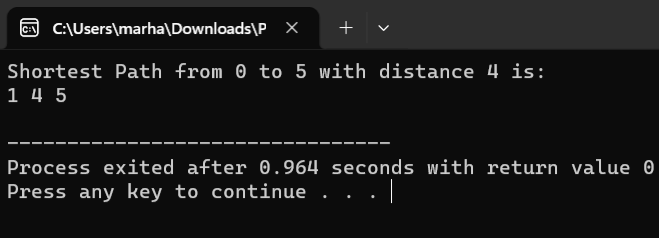 C:\Users\marha\Downloads\P
Shortest Path from 0 to 5 with distance 4 is:
1 4 5
--------------------------------
Process exited after 0.964 seconds with return value 0
Press any key to continue . . .